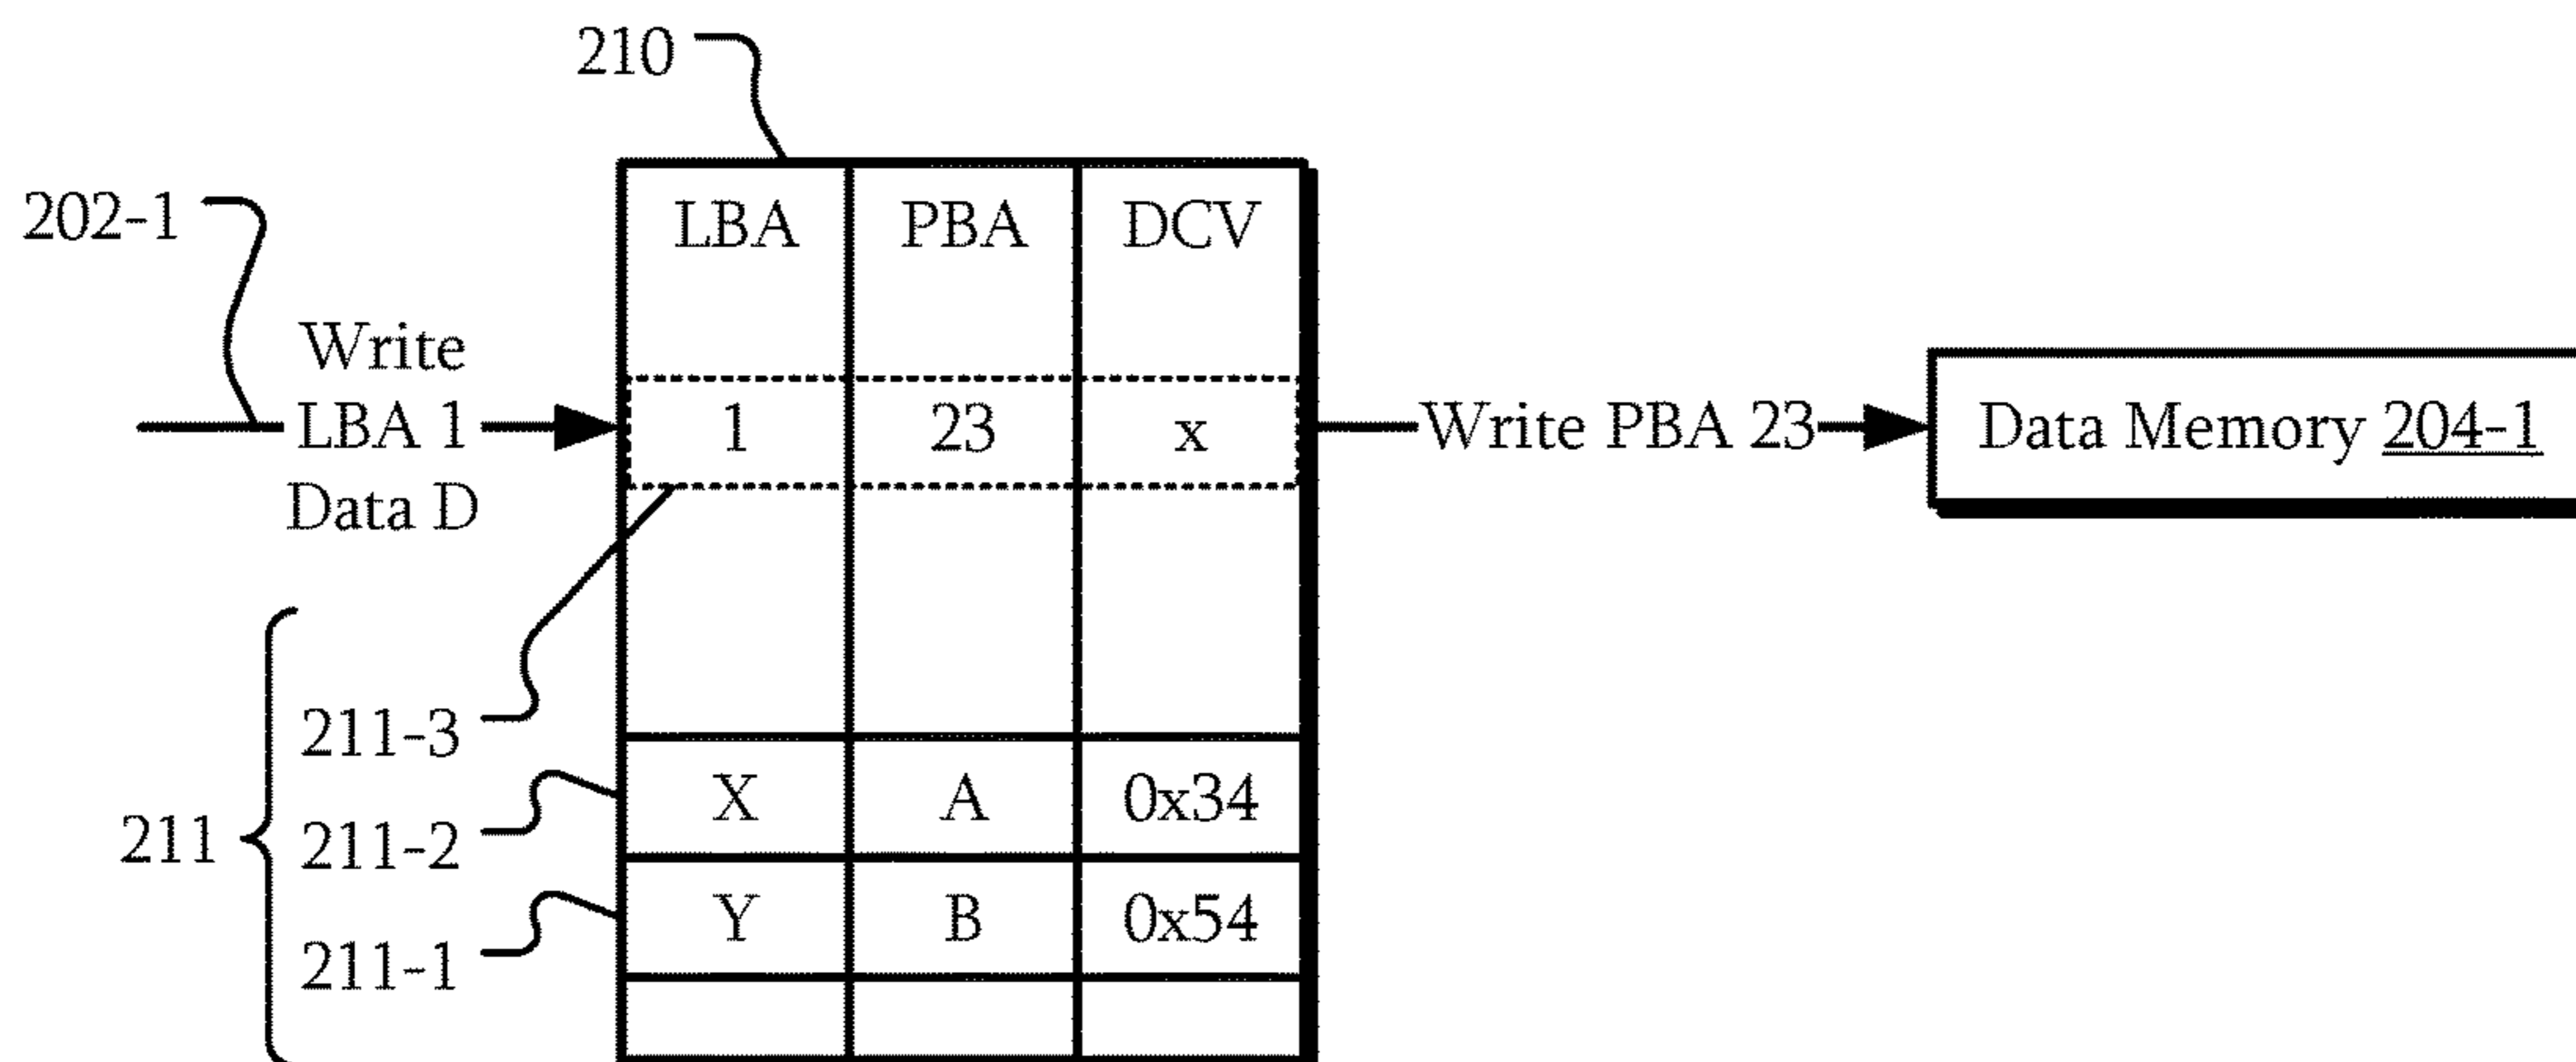 210
202-1
LBA PBA DCV
Write
LBA 1
Data D
1 23 x
Write PBA 23
Data Memory 204-1
211
211-3
211-2
211-1
X A 0x34
Y B 0x54